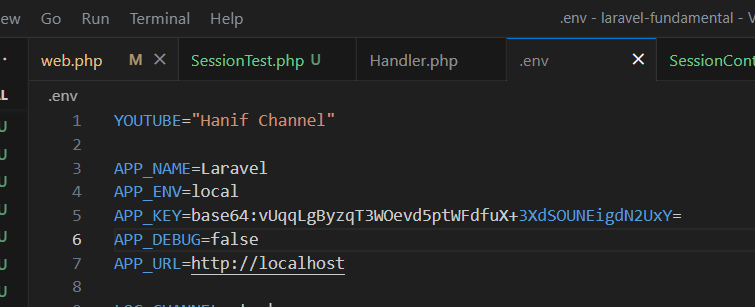 ew Go Run Terminal Help .env - laravel-fundamental - Vi
web.php M SessionTest.php U Handler.php .env SessionCont
.env
1 YOUTUBE="Hanif Channel"
2
3 APP_NAME=Laravel
4 APP_ENV=local
5 APP_KEY=base64:vUqqLgByzqT3WOevd5ptWFdfuX+3XdSOUNEigdN2UxY=
6 APP_DEBUG=false
7 APP_URL=http://localhost
8